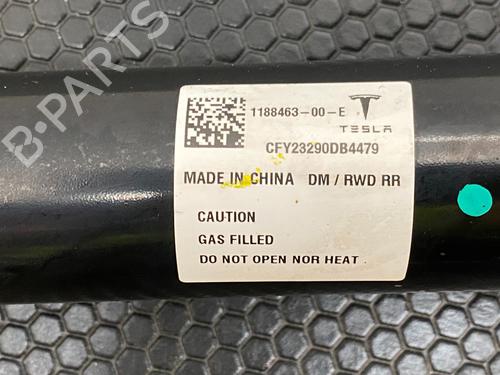 B-PARTS
1188463-00-E
TESLA
CFY23290DB4479
MADE IN CHINA DM / RWD RR
CAUTION
GAS FILLED
DO NOT OPEN NOR HEAT .